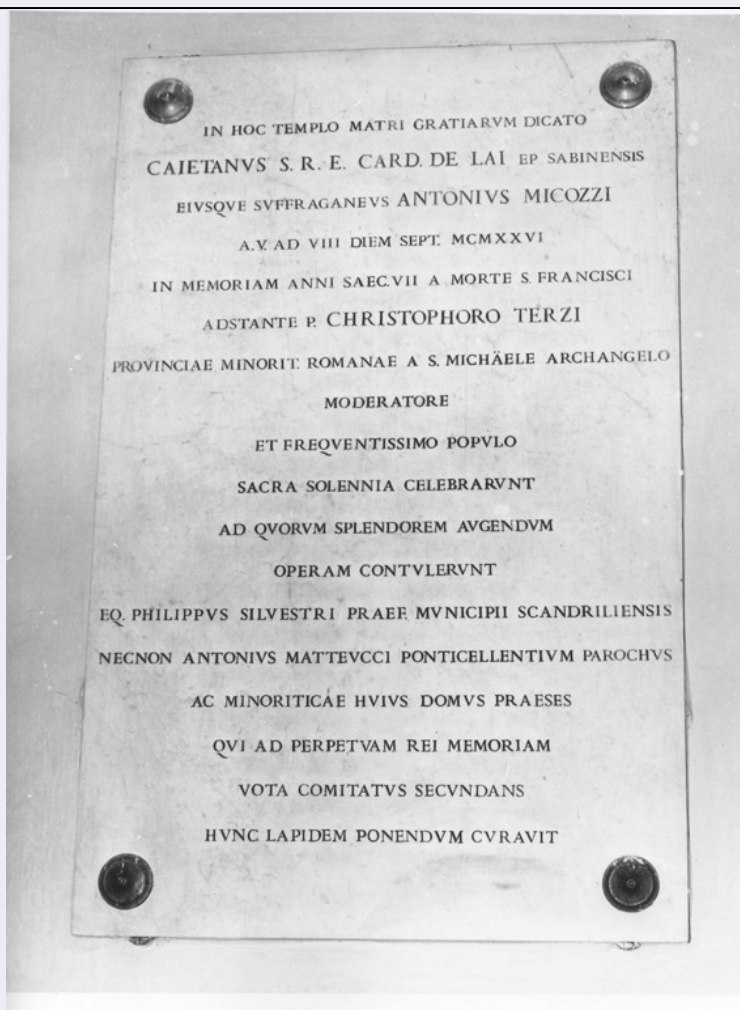 IN HOC TEMPLO MATRI GRATIARVM DICATO
CAIETANVS S. R. E. CARD. DE LAI EP SABINENSIS
EIVSQVE SVFFRAGANEVS ANTONIVS MICOZZI
A.V. AD VIII DIEM SEPT. MCMXXVI
IN MEMORIAM ANNI SAEC.VII A MORTE S. FRANCISCI
ADSTANTE P. CHRISTOPHORO TERZI
PROVINCIAE MINORIT. ROMANAE A S. MICHÄELE ARCHANGELO
MODERATORE
ET FREQVENTISSIMO POPVLO
SACRA SOLENNIA CELEBRARVNT
AD QVORVM SPLENDOREM AVGENDVM
OPERAM CONTVLERVNT
EQ. PHILIPPVS SILVESTRI PRAEF. MVNICIPII SCANDRILIENSIS
NECNON ANTONIVS MATTEVCCI PONTICELLENTIVM PAROCHVS
AC MINORITICAE HVIVS DOMVS PRAESES
QVI AD PERPETVAM REI MEMORIAM
VOTA COMITATVS SECVNDANS
HVNC LAPIDEM PONENDVM CVRAVIT